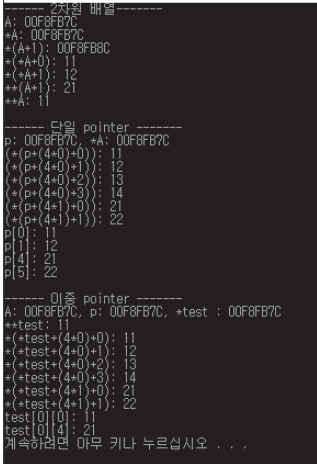 ------ 2차원 배열-------
A: 00F8FB7C
*A: 00F8FB7C
*(A+1): 00F8FB8C
*(*A+0): 11
*(*A+1): 12
**(A+1): 21
**A: 11
------ 단일 pointer -------
p: 00F8FB7C, *A: 00F8FB7C
(*(p+(4*0)+0)): 11
(*(p+(4*0)+1)): 12
(*(p+(4*0)+2)): 13
(*(p+(4*0)+3)): 14
(*(p+(4*1)+0)): 21
(*(p+(4*1)+1)): 22
p[0]: 11
p[1]: 12
p[4]: 21
p[5]: 22
------ 이중 pointer -------
A: 00F8FB7C, p: 00F8FB7C, *test : 00F8FB7C
**test: 11
*(*test+(4*0)+0): 11
*(*test+(4*0)+1): 12
*(*test+(4*0)+2): 13
*(*test+(4*0)+3): 14
*(*test+(4*1)+0): 21
*(*test+(4*1)+1): 22
test[0][0]: 11
test[0][4]: 21
계속하려면 아무 키나 누르십시오 . . .